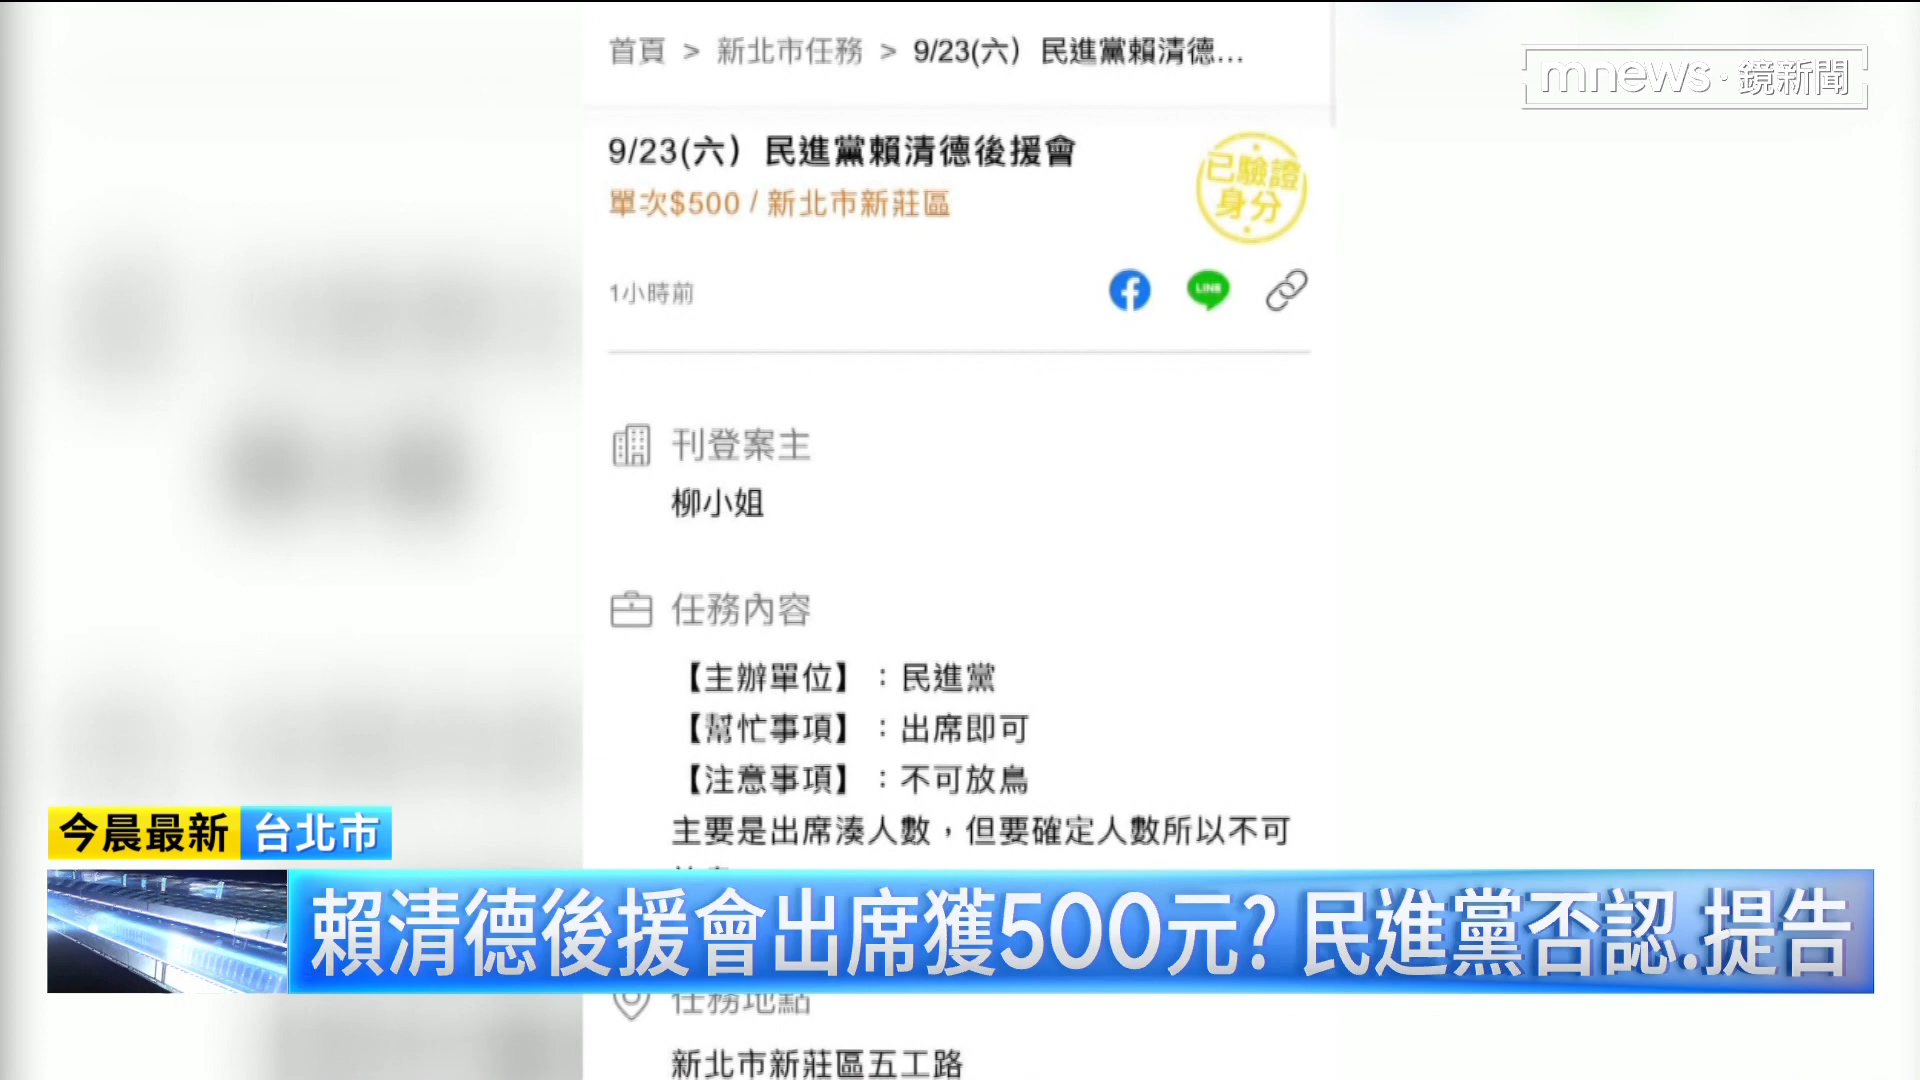 首頁 > 新北市任務 > 9/23(六）民進黨賴清德...
mnews·鏡新聞
9/23(六）民進黨賴清德後援會
已驗證
身分
單次$500 / 新北市新莊區
1小時前
LINE
刊登案主
柳小姐
任務內容
【主辦單位】：民進黨
【幫忙事項】：出席即可
【注意事項】：不可放鳥
主要是出席湊人數，但要確定人數所以不可
今晨最新 台北市
賴清德後援會出席獲500元? 民進黨否認.提告
任務地點
新北市新莊區五工路